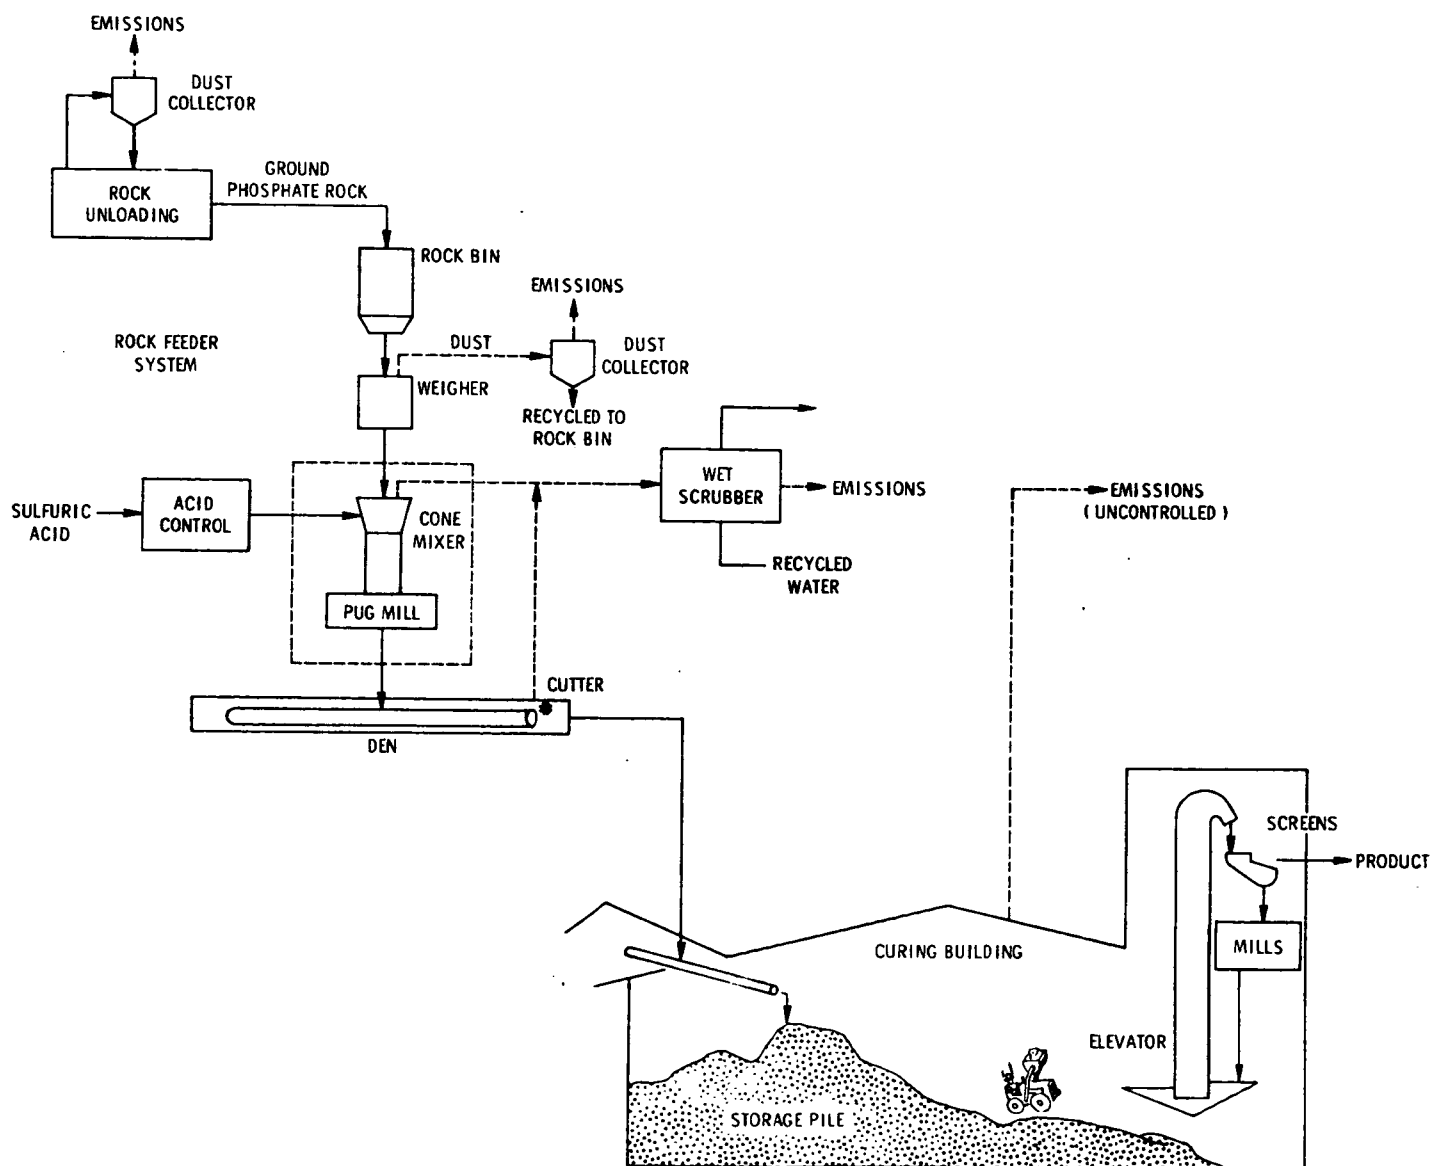 EMISSIONS
DUST
COLLECTOR
GROUND
PHOSPHATE ROCK
ROCK
UNLOADING
ROCK BIN
EMISSIONS
ROCK FEEDER
SYSTEM
DUST
DUST
COLLECTOR
WEIGHER
RECYCLED TO
ROCK BIN
SULFURIC
ACID
ACID
CONTROL
CONE
MIXER
WET
SCRUBBER
EMISSIONS
EMISSIONS
(UNCONTROLLED)
RECYCLED
WATER
PUG MILL
CUTTER
DEN
SCREENS
PRODUCT
CURING BUILDING
MILLS
ELEVATOR
STORAGE PILE